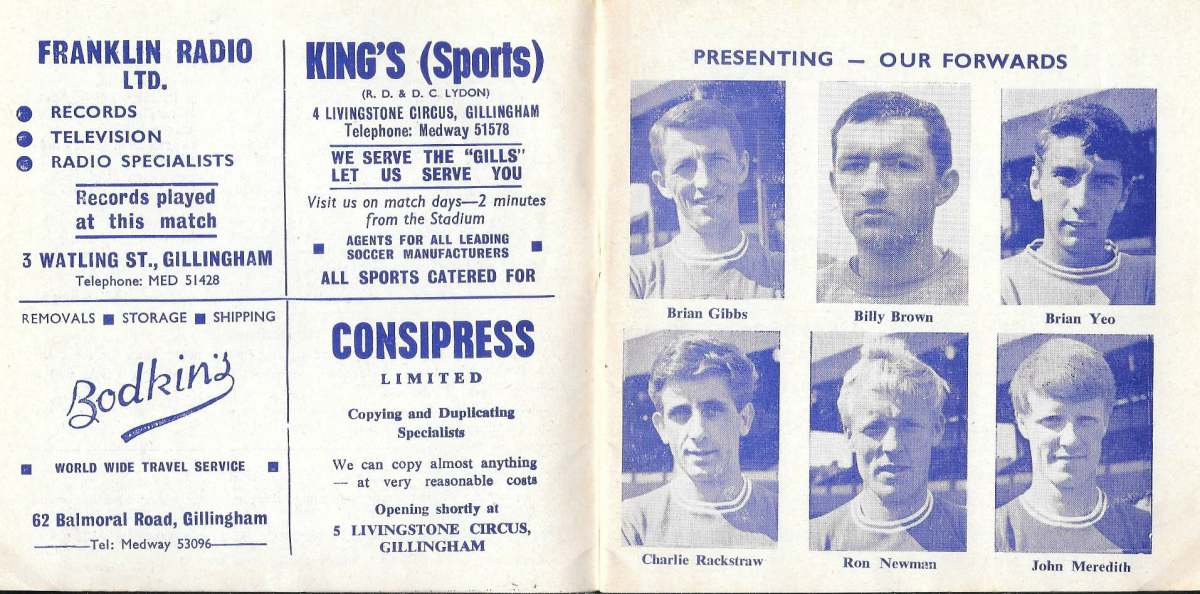 FRANKLIN RADIO
LTD.
RECORDS
TELEVISION
RADIO SPECIALISTS
Records played
at this match
3 WATLING ST., GILLINGHAM
Telephone: MED 51428
KING'S (Sports)
(R. D. & D. C. LYDON)
4 LIVINGSTONE CIRCUS, GILLINGHAM
Telephone: Medway 51578
WE SERVE THE "GILLS"
LET US SERVE YOU
Visit us on match days—2 minutes
from the Stadium
AGENTS FOR ALL LEADING
SOCCER MANUFACTURERS
ALL SPORTS CATERED FOR
REMOVALS ■ STORAGE ■ SHIPPING
Bodkin's
WORLD WIDE TRAVEL SERVICE
62 Balmoral Road, Gillingham
Tel: Medway 53096
CONSIPRESS
LIMITED
Copying and Duplicating
Specialists
We can copy almost anything
— at very reasonable costs
Opening shortly at
5 LIVINGSTONE CIRCUS,
GILLINGHAM
PRESENTING — OUR FORWARDS
Brian Gibbs
Billy Brown
Brian Yeo
Charlie Rackstraw
Ron Newman
John Meredith